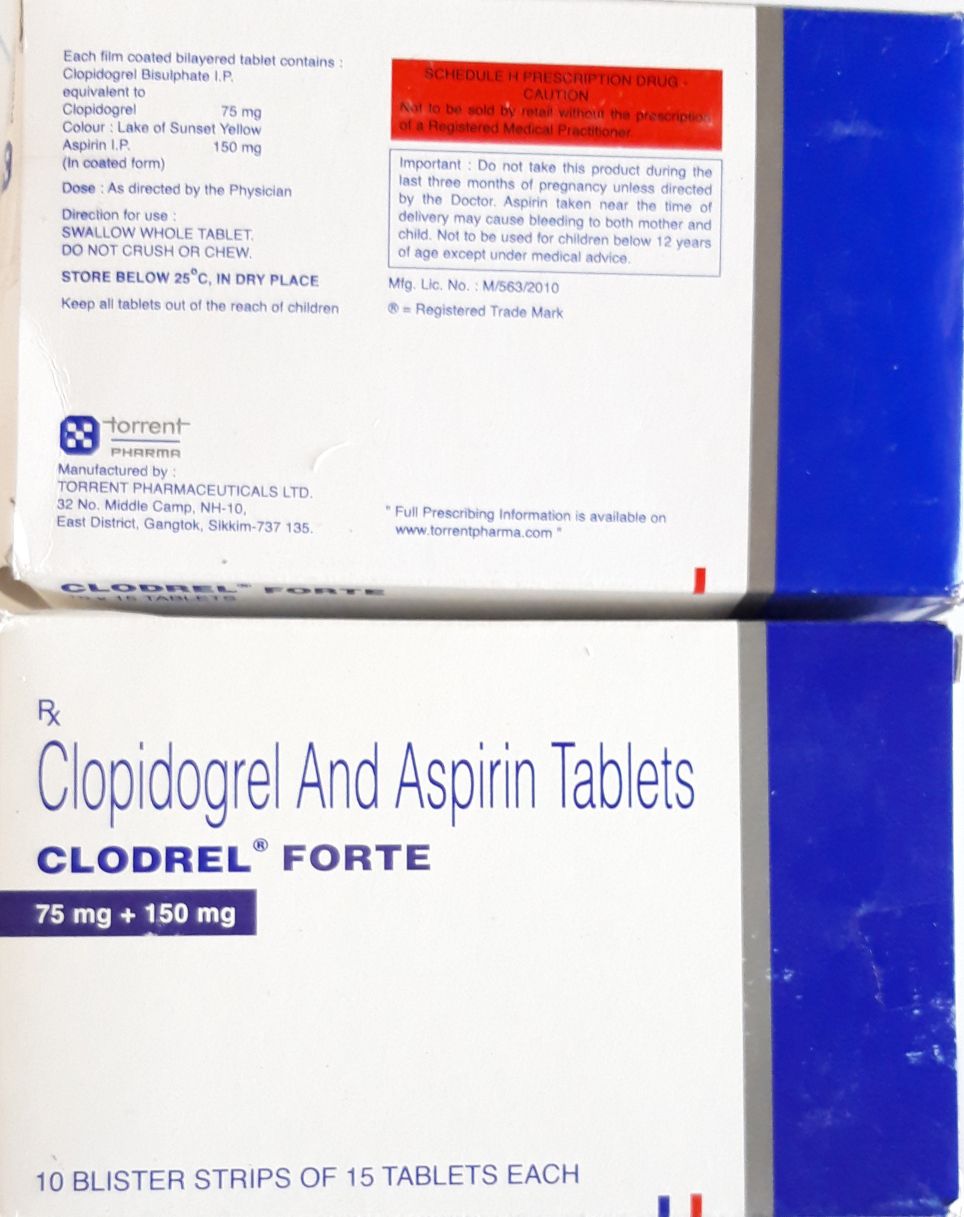 Each film coated bilayered tablet contains :
Clopidogrel Bisulphate I.P.
equivalent to
Clopidogrel 75 mg
Colour : Lake of Sunset Yellow
Aspirin I.P. 150 mg
(In coated form)
Dose : As directed by the Physician
Direction for use :
SWALLOW WHOLE TABLET.
DO NOT CRUSH OR CHEW.
STORE BELOW 25°C, IN DRY PLACE
Keep all tablets out of the reach of children
SCHEDULE H PRESCRIPTION DRUG -
CAUTION
Not to be sold by retail without the prescription
of a Registered Medical Practitioner.
Important : Do not take this product during the
last three months of pregnancy unless directed
by the Doctor. Aspirin taken near the time of
delivery may cause bleeding to both mother and
child. Not to be used for children below 12 years
of age except under medical advice.
Mfg. Lic. No. : M/563/2010
® = Registered Trade Mark
torrent
PHARMA
Manufactured by :
TORRENT PHARMACEUTICALS LTD.
32 No. Middle Camp, NH-10,
East District, Gangtok, Sikkim-737 135.
" Full Prescribing Information is available on
www.torrentpharma.com "
CLODREL® FORTE
10 x 15 TABLETS
Rx
Clopidogrel And Aspirin Tablets
CLODREL® FORTE
75 mg + 150 mg
10 BLISTER STRIPS OF 15 TABLETS EACH